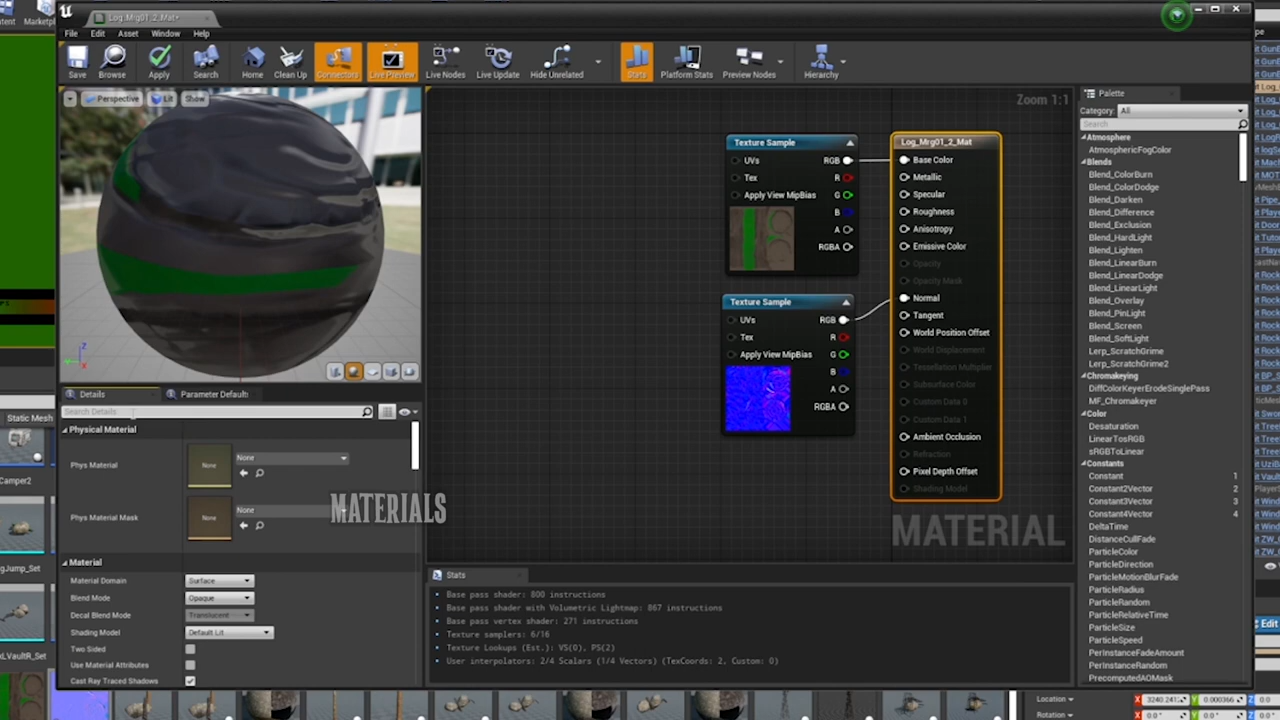 Log_Mrg01_2_Mat*
File Edit Asset Window Help
Save Browse Apply Search Home Clean Up Connectors Live Preview Live Nodes Live Update Hide Unrelated Stats Platform Stats Preview Nodes Hierarchy
Perspective Lit Show
Zoom 1:1
Texture Sample
UVs RGB
Tex R
Apply View MipBias G
B
A
RGBA
Texture Sample
UVs RGB
Tex R
Apply View MipBias G
B
A
RGBA
Log_Mrg01_2_Mat
Base Color
Metallic
Specular
Roughness
Anisotropy
Emissive Color
Opacity
Opacity Mask
Normal
Tangent
World Position Offset
World Displacement
Tessellation Multiplier
Subsurface Color
Custom Data 0
Custom Data 1
Ambient Occlusion
Refraction
Pixel Depth Offset
Shading Model
MATERIAL
Details Parameter Default
Search Details
Physical Material
Phys Material None None
Phys Material Mask None None
MATERIALS
Material
Material Domain Surface
Blend Mode Opaque
Decal Blend Mode Translucent
Shading Model Default Lit
Two Sided
Use Material Attributes
Cast Ray Traced Shadows
Stats
Base pass shader: 800 instructions
Base pass shader with Volumetric Lightmap: 867 instructions
Base pass vertex shader: 271 instructions
Texture samplers: 6/16
Texture Lookups (Est.): VS(0), PS(2)
User interpolators: 2/4 Scalars (1/4 Vectors) (TexCoords: 2, Custom: 0)
Palette
Category: All
Search
Atmosphere
AtmosphericFogColor
Blends
Blend_ColorBurn
Blend_ColorDodge
Blend_Darken
Blend_Difference
Blend_Exclusion
Blend_HardLight
Blend_Lighten
Blend_LinearBurn
Blend_LinearDodge
Blend_LinearLight
Blend_Overlay
Blend_PinLight
Blend_Screen
Blend_SoftLight
Lerp_ScratchGrime
Lerp_ScratchGrime2
Chromakeying
DiffColorKeyerErodeSinglePass
MF_Chromakeyer
Color
Desaturation
LinearTosRGB
sRGBToLinear
Constants
Constant 1
Constant2Vector 2
Constant3Vector 3
Constant4Vector 4
DeltaTime
DistanceCullFade
ParticleColor
ParticleDirection
ParticleMotionBlurFade
ParticleRadius
ParticleRandom
ParticleRelativeTime
ParticleSize
ParticleSpeed
PerInstanceFadeAmount
PerInstanceRandom
PrecomputedAOMask
Static Mesh
Camper2
Edit
Location
Rotation